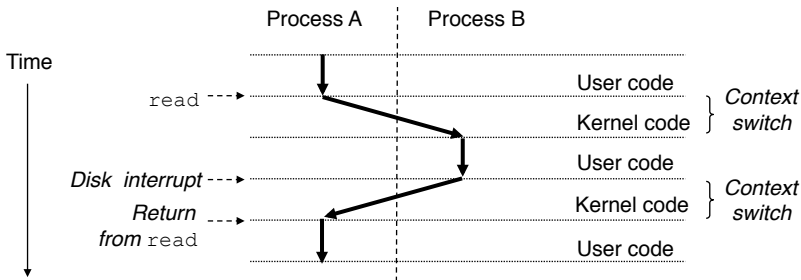 Process A Process B
Time
User code
read
Context
switch
Kernel code
User code
Disk interrupt
Context
switch
Kernel code
Return
from read
User code